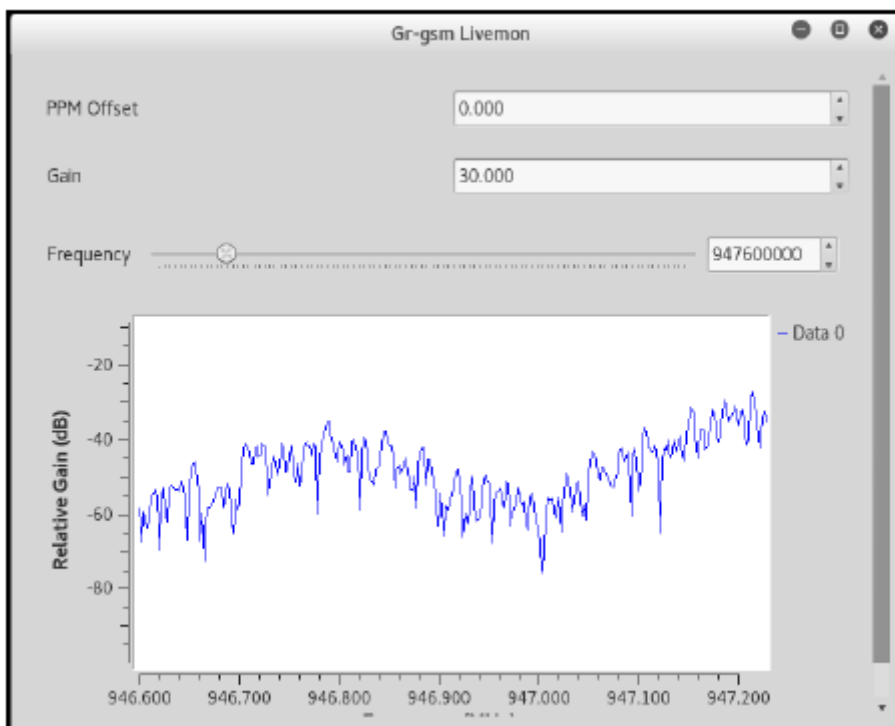 Gr-gsm Livemon
PPM Offset
0.000
Gain
30.000
Frequency
947600000
Data 0
-20
-40
-60
-80
Relative Gain (dB)
946.600 946.700 946.800 946.900 947.000 947.100 947.200